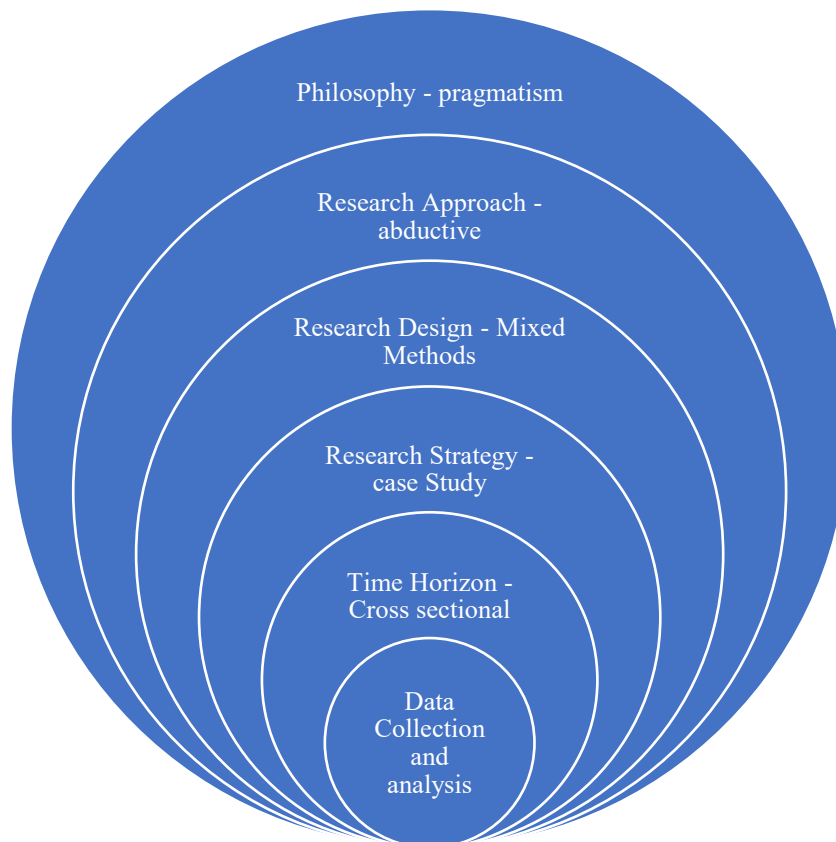 Philosophy - pragmatism
Research Approach -
abductive
Research Design - Mixed
Methods
Research Strategy -
case Study
Time Horizon -
Cross sectional
Data
Collection
and
analysis